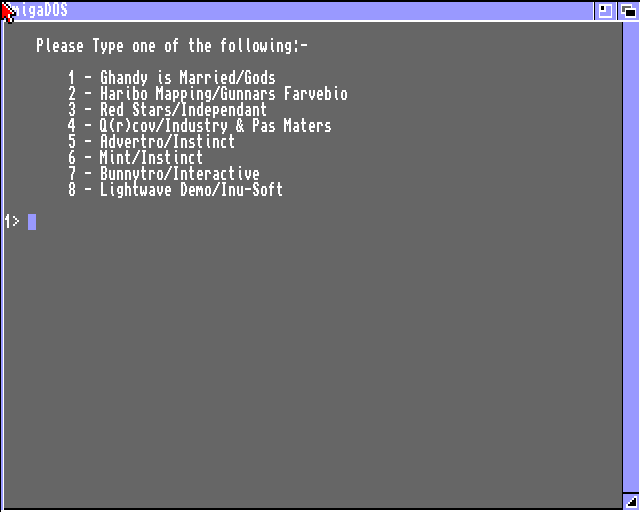 AmigaDOS
Please Type one of the following:-
1 - Ghandy is Married/Gods
2 - Haribo Mapping/Gunnars Farvebio
3 - Red Stars/Independant
4 - Q(r)cov/Industry & Pas Maters
5 - Advertro/Instinct
6 - Mint/Instinct
7 - Bunnytro/Interactive
8 - Lightwave Demo/Inu-Soft
1>